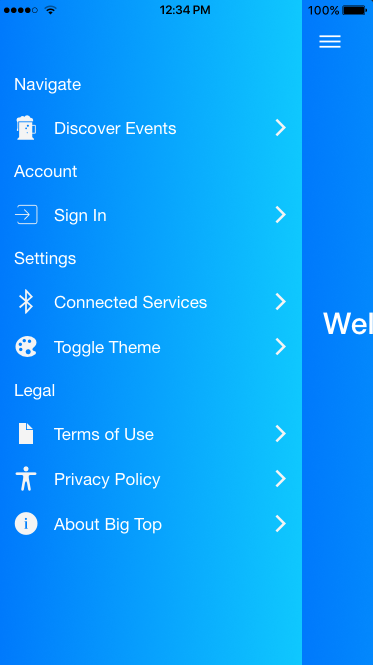 12:34 PM
100%
Navigate
Discover Events
Account
Sign In
Settings
Connected Services
Toggle Theme
Legal
Terms of Use
Privacy Policy
About Big Top
Wel